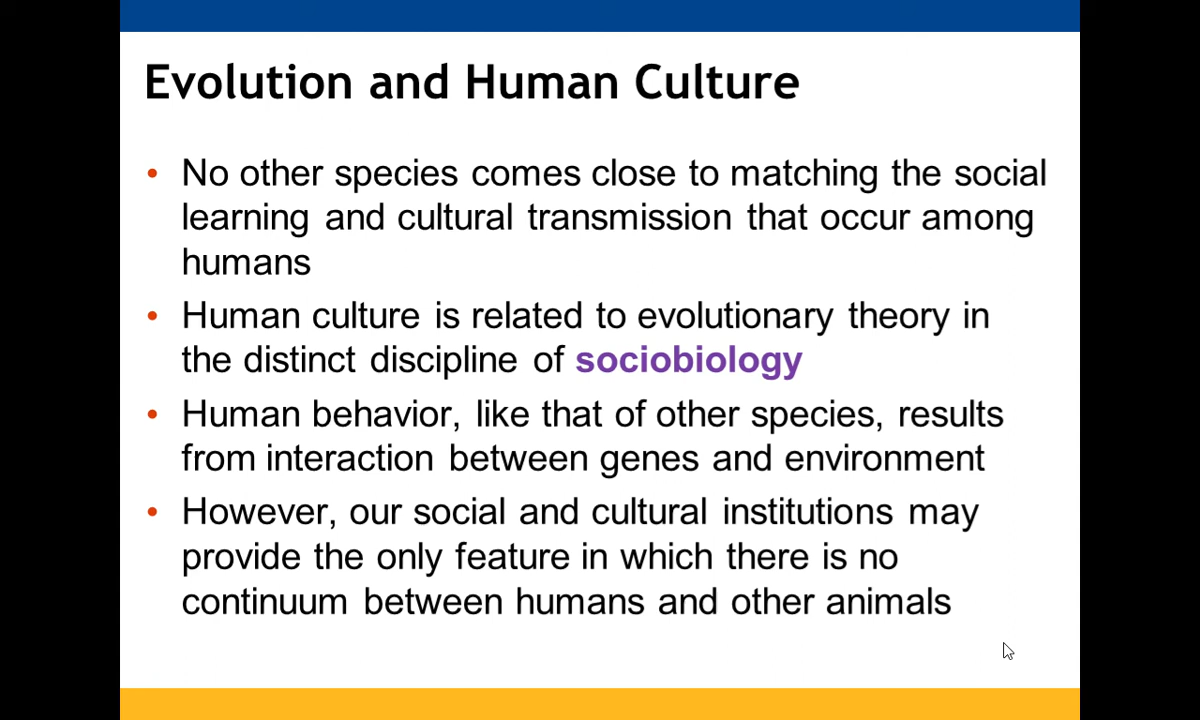 Evolution and Human Culture
• No other species comes close to matching the social
learning and cultural transmission that occur among
humans
• Human culture is related to evolutionary theory in
the distinct discipline of sociobiology
• Human behavior, like that of other species, results
from interaction between genes and environment
• However, our social and cultural institutions may
provide the only feature in which there is no
continuum between humans and other animals